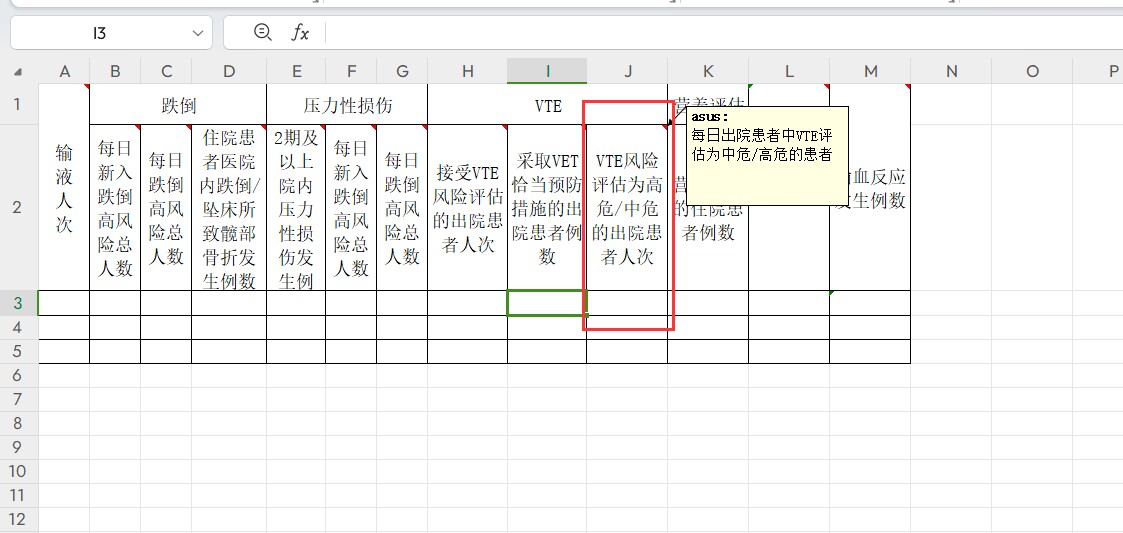 I3
fx
A B C D E F G H I J K L M N O P
1
跌倒
压力性损伤
VTE
营养评估
asus:
每日出院患者中VTE评
估为中危/高危的患者
2
输
液
人
次
每日
新入
跌倒
高风
险总
人数
每日
跌倒
高风
险总
人数
住院患
者医院
内跌倒/
坠床所
致髋部
骨折发
生例数
2期及
以上
院内
压力
性损
伤发
生例
每日
新入
跌倒
高风
险总
人数
每日
跌倒
高风
险总
人数
接受VTE
风险评估
的出院患
者人次
采取VET
恰当预防
措施的出
院患者例
数
VTE风险
评估为高
危/中危
的出院患
者人次
营
的住院患
者例数
血反应
生例数
3
4
5
6
7
8
9
10
11
12